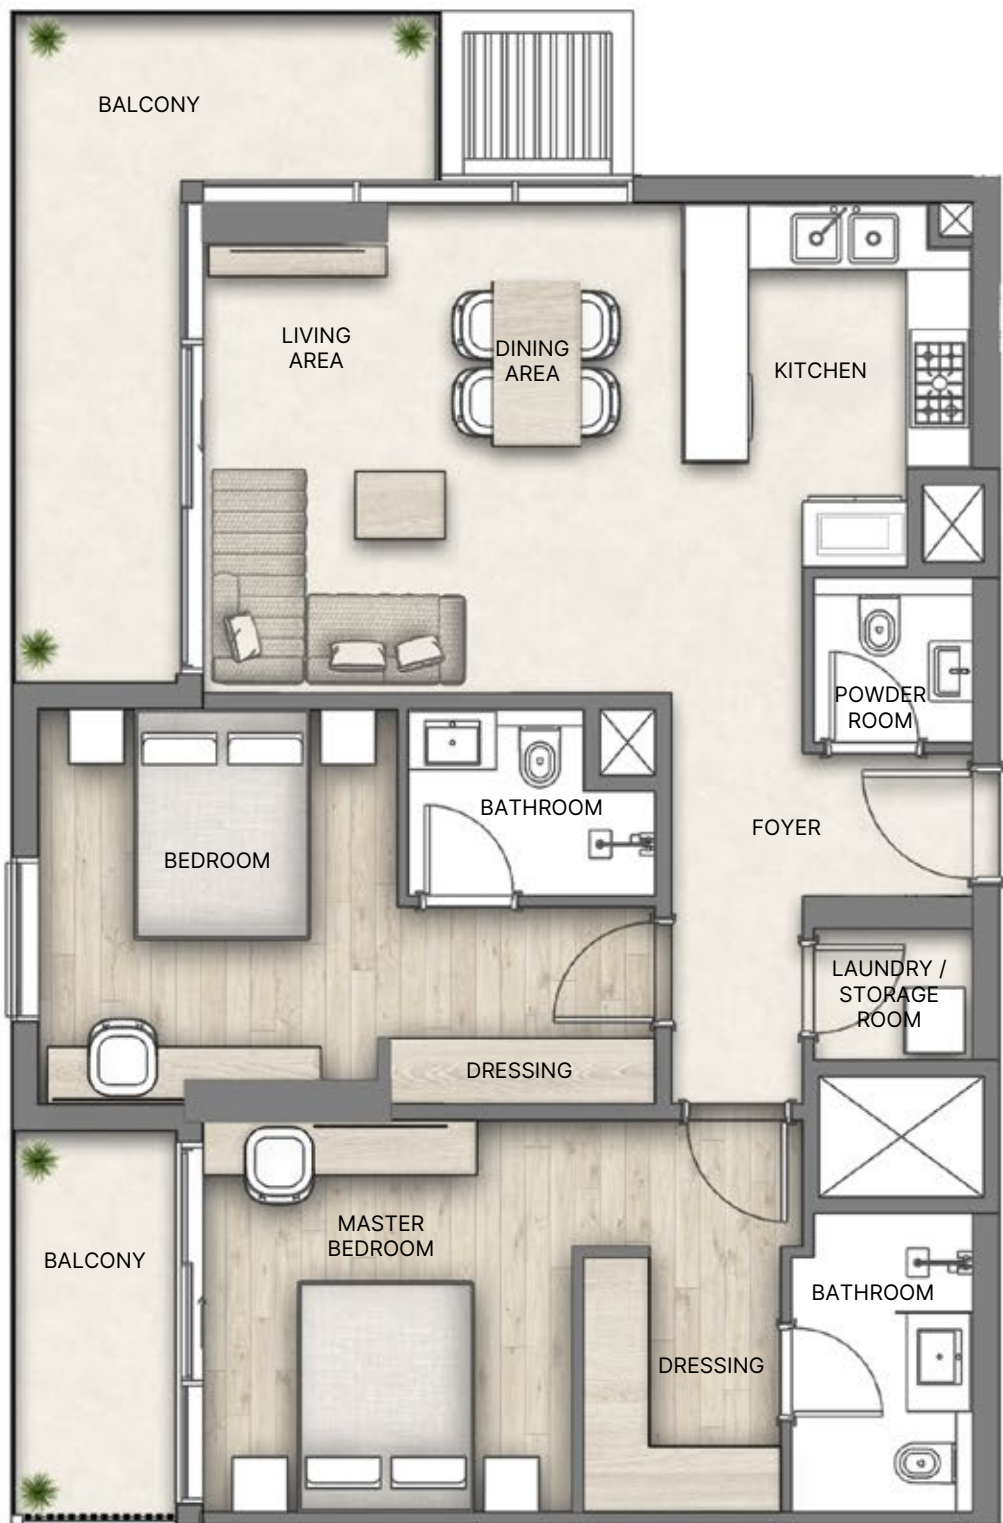 BALCONY
LIVING
AREA
DINING
AREA
KITCHEN
POWDER
ROOM
BATHROOM
FOYER
BEDROOM
LAUNDRY /
STORAGE
ROOM
DRESSING
MASTER
BEDROOM
BALCONY
BATHROOM
DRESSING